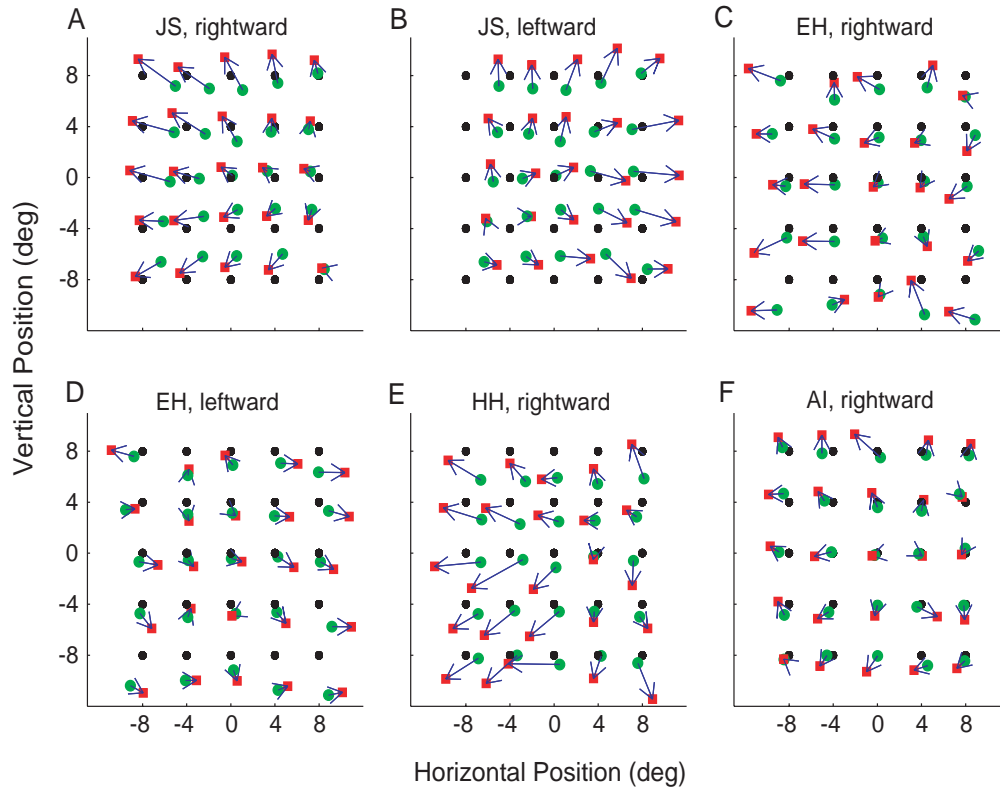 A
JS, rightward
B
JS, leftward
C
EH, rightward
8
4
0
-4
-8
D
EH, leftward
E
HH, rightward
F
AI, rightward
8
4
0
-4
-8
-8 -4 0 4 8
-8 -4 0 4 8
-8 -4 0 4 8
Vertical Position (deg)
Horizontal Position (deg)